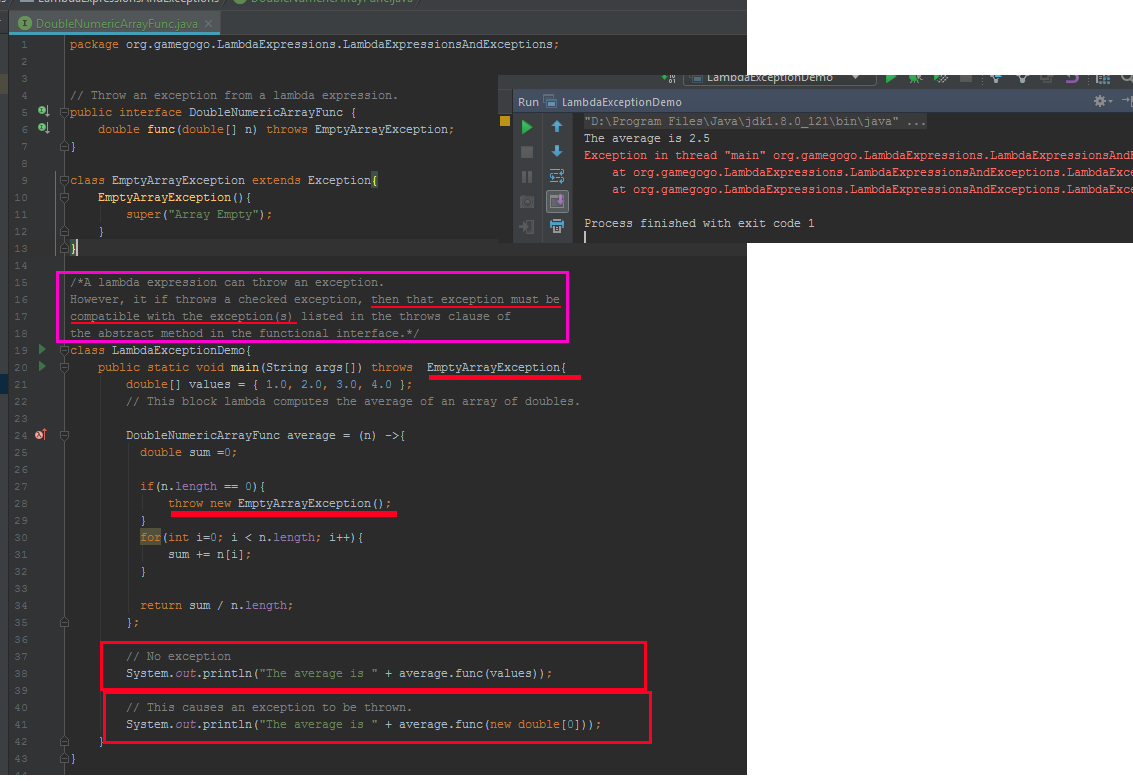 DoubleNumericArrayFunc.java
1 package org.gamegogo.LambdaExpressions.LambdaExpressionsAndExceptions;
2
3
4 // Throw an exception from a lambda expression.
5 public interface DoubleNumericArrayFunc {
6 double func(double[] n) throws EmptyArrayException;
7 }
8
9 class EmptyArrayException extends Exception{
10 EmptyArrayException(){
11 super("Array Empty");
12 }
13 }
14
15 /*A lambda expression can throw an exception.
16 However, it if throws a checked exception, then that exception must be
17 compatible with the exception(s) listed in the throws clause of
18 the abstract method in the functional interface.*/
19 class LambdaExceptionDemo{
20 public static void main(String args[]) throws EmptyArrayException{
21 double[] values = { 1.0, 2.0, 3.0, 4.0 };
22 // This block lambda computes the average of an array of doubles.
23
24 DoubleNumericArrayFunc average = (n) ->{
25 double sum =0;
26
27 if(n.length == 0){
28 throw new EmptyArrayException();
29 }
30 for(int i=0; i < n.length; i++){
31 sum += n[i];
32 }
33
34 return sum / n.length;
35 };
36
37 // No exception
38 System.out.println("The average is " + average.func(values));
39
40 // This causes an exception to be thrown.
41 System.out.println("The average is " + average.func(new double[0]));
42 }
43 }
LambdaExceptionDemo
Run LambdaExceptionDemo
"D:\Program Files\Java\jdk1.8.0_121\bin\java" ...
The average is 2.5
Exception in thread "main" org.gamegogo.LambdaExpressions.LambdaExpressionsAndE
at org.gamegogo.LambdaExpressions.LambdaExpressionsAndExceptions.LambdaExce
at org.gamegogo.LambdaExpressions.LambdaExpressionsAndExceptions.LambdaExce
Process finished with exit code 1